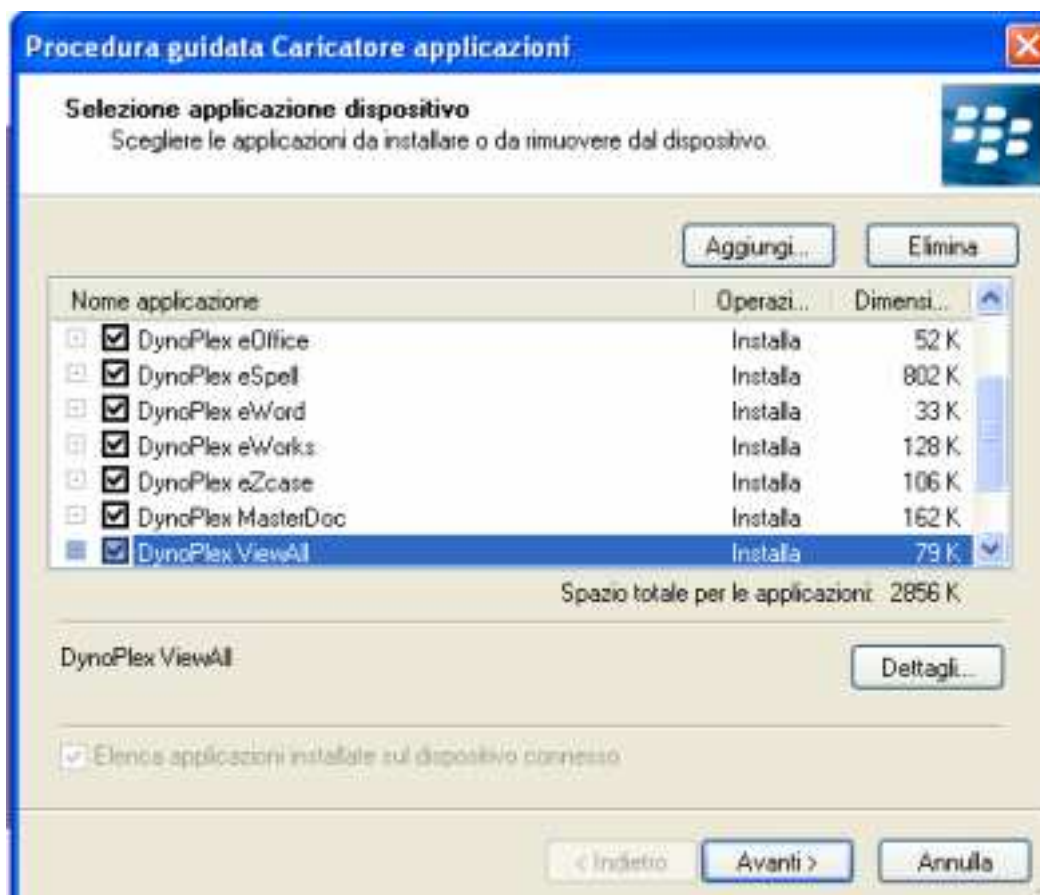 Procedura guidata Caricatore applicazioni
Selezione applicazione dispositivo
Scegliere le applicazioni da installare o da rimuovere dal dispositivo.
Aggiungi... Elimina
Nome applicazione Operazi... Dimensi...
DynoPlex eOffice Installa 52 K
DynoPlex eSpell Installa 802 K
DynoPlex eWord Installa 33 K
DynoPlex eWorks Installa 128 K
DynoPlex eZcase Installa 106 K
DynoPlex MasterDoc Installa 162 K
DynoPlex ViewAll Installa 79 K
Spazio totale per le applicazioni: 2856 K
DynoPlex ViewAll
Dettagli...
Elenca applicazioni installate sul dispositivo connesso
< Indietro Avanti > Annulla